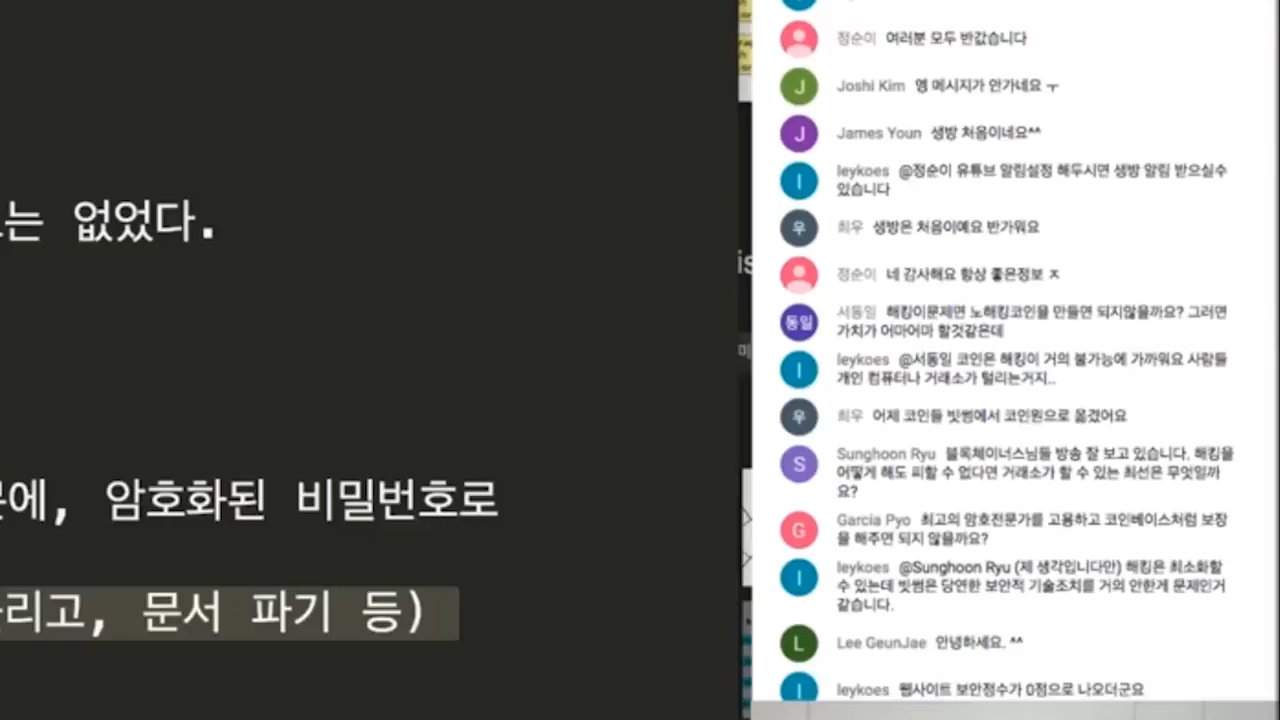 는 없었다.
에, 암호화된 비밀번호로
리고, 문서 파기 등)
정순이 여러분 모두 반갑습니다
J
Joshi Kim 엥 메시지가 안가네요 ㅜ
J
James Youn 생방 처음이네요^^
l
leykoes @정순이 유튜브 알림설정 해두시면 생방 알림 받으실수
있습니다
우
희우 생방은 처음이예요 반가워요
정순이 네 감사해요 항상 좋은정보 ㅈ
동일
서동일 해킹이문제면 노해킹코인을 만들면 되지않을까요? 그러면
가치가 어마어마 할것같은데
l
leykoes @서동일 코인은 해킹이 거의 불가능에 가까워요 사람들
개인 컴퓨터나 거래소가 털리는거지..
우
희우 어제 코인들 빗썸에서 코인원으로 옮겼어요
S
Sunghoon Ryu 블록체이너스님들 방송 잘 보고 있습니다. 해킹을
어떻게 해도 피할 수 없다면 거래소가 할 수 있는 최선은 무엇일까
요?
G
Garcia Pyo 최고의 암호전문가를 고용하고 코인베이스처럼 보장
을 해주면 되지 않을까요?
l
leykoes @Sunghoon Ryu (제 생각입니다만) 해킹은 최소화할
수 있는데 빗썸은 당연한 보안적 기술조치를 거의 안한게 문제인거
같습니다.
L
Lee GeunJae 안녕하세요. ^^
l
leykoes 웹사이트 보안점수가 0점으로 나오더군요